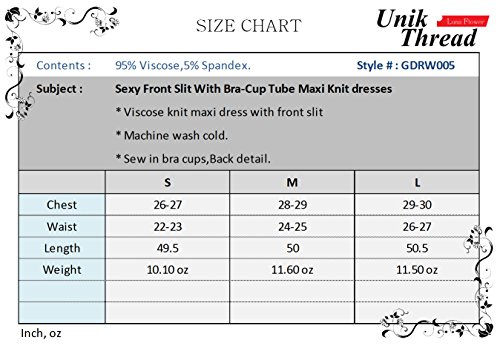 SIZE CHART
Unik
Luna Flower
Thread
Contents : 95% Viscose,5% Spandex. Style # : GDRW005
Subject : Sexy Front Slit With Bra-Cup Tube Maxi Knit dresses
* Viscose knit maxi dress with front slit
* Machine wash cold.
* Sew in bra cups,Back detail.
S M L
Chest 26-27 28-29 29-30
Waist 22-23 24-25 26-27
Length 49.5 50 50.5
Weight 10.10 oz 11.60 oz 11.50 oz
Inch, oz